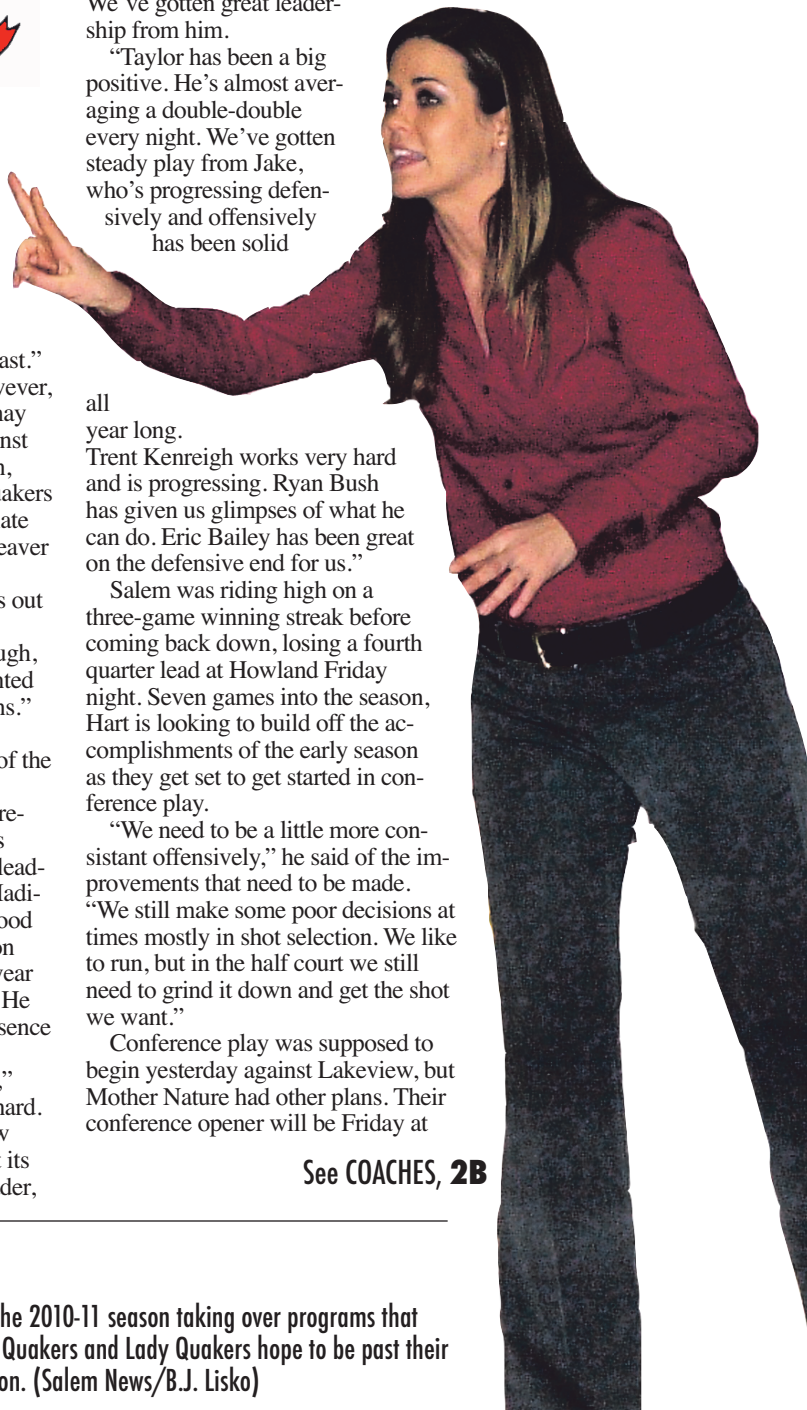 ast.”
wever,
nay
nst
n,
uakers
ate
eaver
s out
ugh,
nted
ns.”
of the
re-
s
lead-
Madi-
ood
on
year
He
sence
,”
hard.
w
its
der,
We’ve gotten great leader-
ship from him.
“Taylor has been a big
positive. He’s almost aver-
aging a double-double
every night. We’ve gotten
steady play from Jake,
who’s progressing defen-
sively and offensively
has been solid
all
year long.
Trent Kenreigh works very hard
and is progressing. Ryan Bush
has given us glimpses of what he
can do. Eric Bailey has been great
on the defensive end for us.”
Salem was riding high on a
three-game winning streak before
coming back down, losing a fourth
quarter lead at Howland Friday
night. Seven games into the season,
Hart is looking to build off the ac-
complishments of the early season
as they get set to get started in con-
ference play.
“We need to be a little more con-
sistant offensively,” he said of the im-
provements that need to be made.
“We still make some poor decisions at
times mostly in shot selection. We like
to run, but in the half court we still
need to grind it down and get the shot
we want.”
Conference play was supposed to
begin yesterday against Lakeview, but
Mother Nature had other plans. Their
conference opener will be Friday at
See COACHES, 2B
he 2010-11 season taking over programs that
Quakers and Lady Quakers hope to be past their
on. (Salem News/B.J. Lisko)